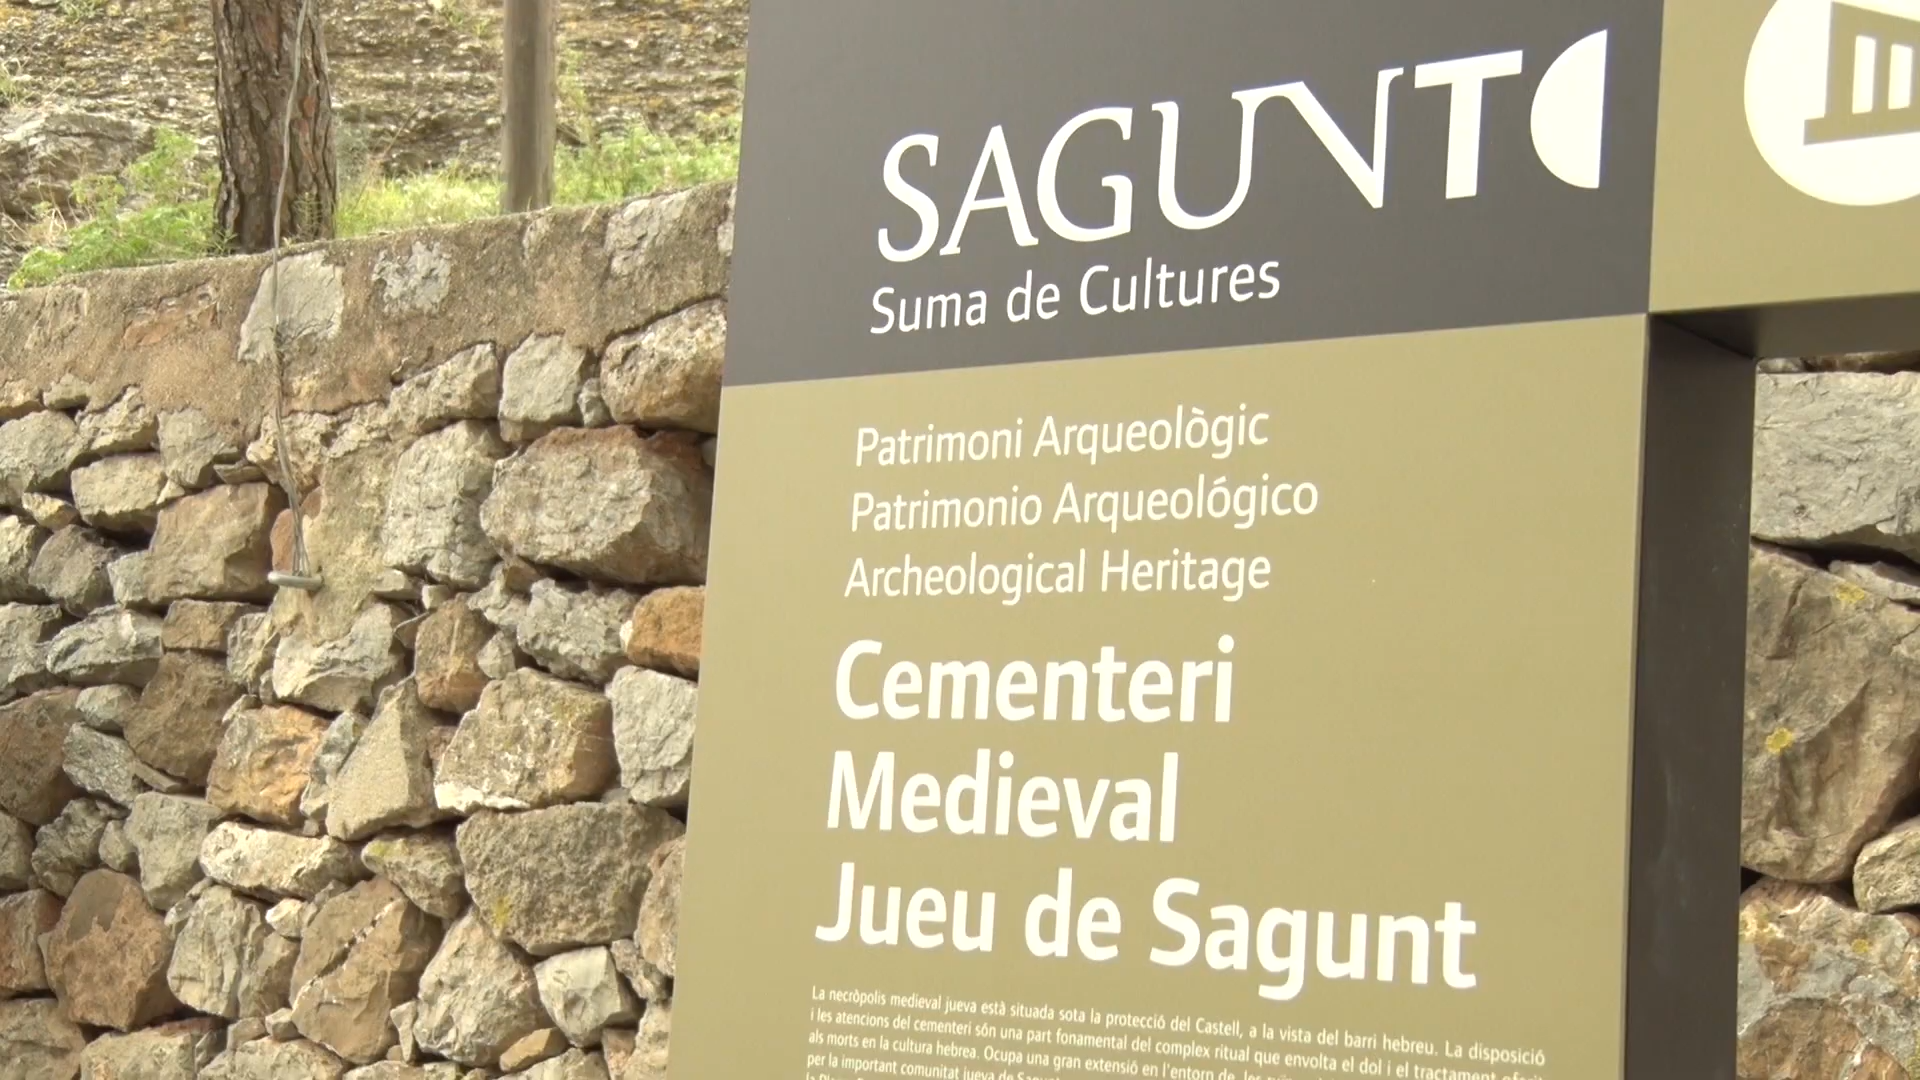 SAGUNTO
Suma de Cultures
Patrimoni Arqueològic
Patrimonio Arqueológico
Archeological Heritage
Cementeri
Medieval
Jueu de Sagunt
La necròpolis medieval jueva està situada sota la protecció del Castell, a la vista del barri hebreu. La disposició
i les atencions del cementeri són una part fonamental del complex ritual que envolta el dol i el tractament
als morts en la cultura hebrea. Ocupa una gran extensió en l'entorn de
per la important comunitat jueva de